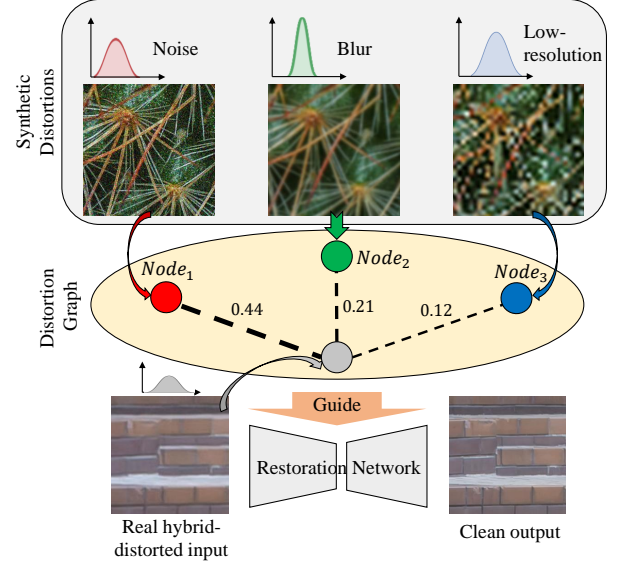 Noise
Blur
Low-
resolution
Synthetic
Distortions
Node₁
Node₂
Node₃
0.44
0.21
0.12
Distortion
Graph
Guide
Restoration Network
Real hybrid-
distorted input
Clean output